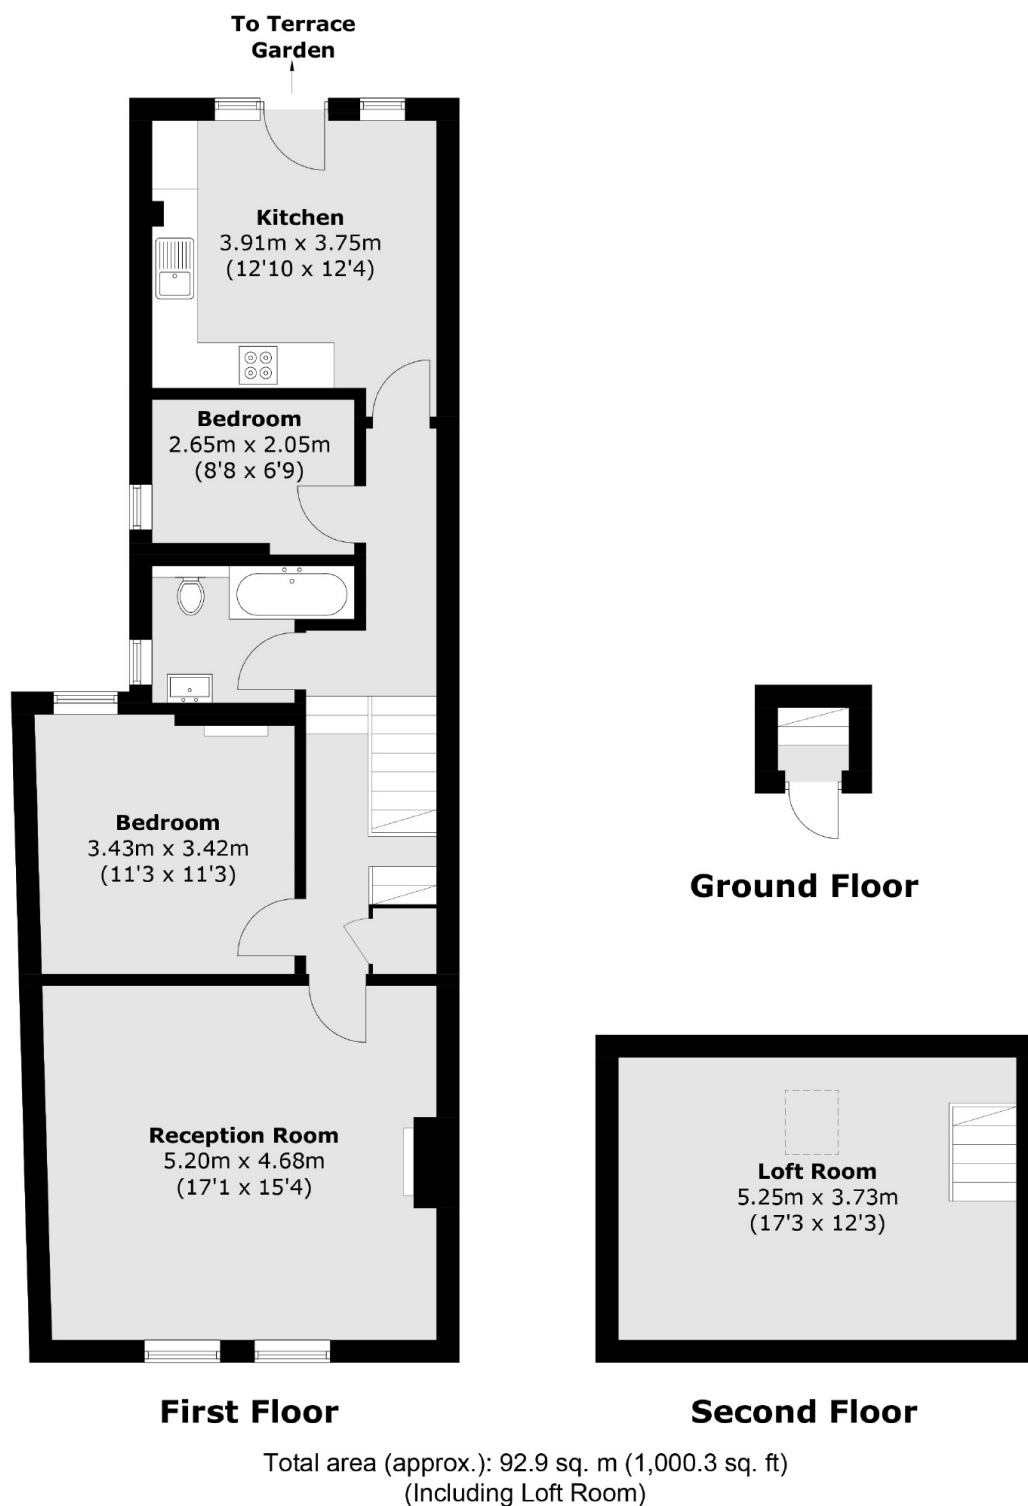 To Terrace
Garden
Kitchen
3.91m x 3.75m
(12'10 x 12'4)
Bedroom
2.65m x 2.05m
(8'8 x 6'9)
Bedroom
3.43m x 3.42m
(11'3 x 11'3)
Ground Floor
Reception Room
5.20m x 4.68m
(17'1 x 15'4)
Loft Room
5.25m x 3.73m
(17'3 x 12'3)
First Floor
Second Floor
Total area (approx.): 92.9 sq. m (1,000.3 sq. ft)
(Including Loft Room)